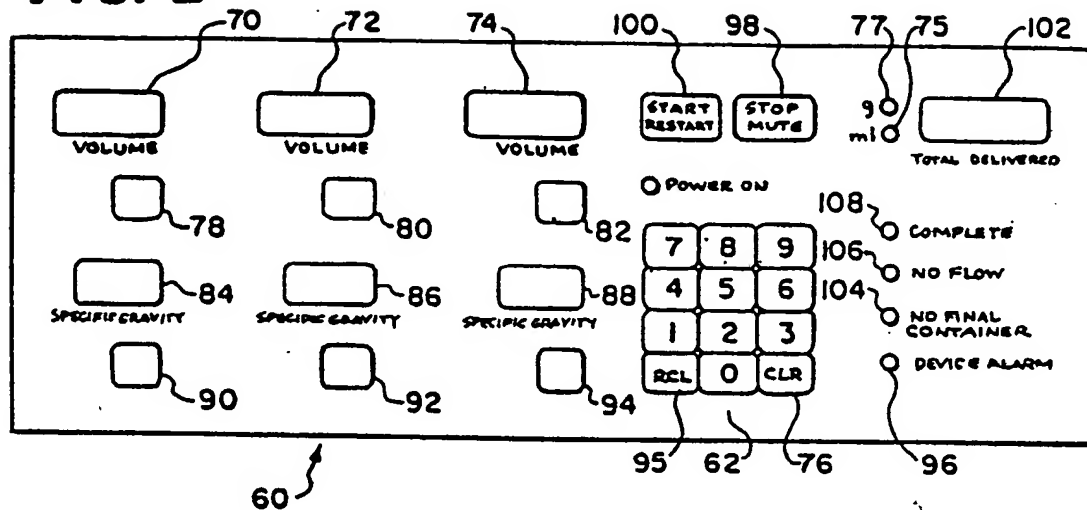 70 72 74 100 98 77 75 102
START RESTART STOP MUTE g
ml
VOLUME VOLUME VOLUME TOTAL DELIVERED
POWER ON
78 80 82 108 COMPLETE
7 8 9 106 NO FLOW
84 86 88 4 5 6 104
SPECIFIC GRAVITY SPECIFIC GRAVITY SPECIFIC GRAVITY NO FINAL
CONTAINER
1 2 3
90 92 94 RCL 0 CLR DEVICE ALARM
95 62 76 96
60